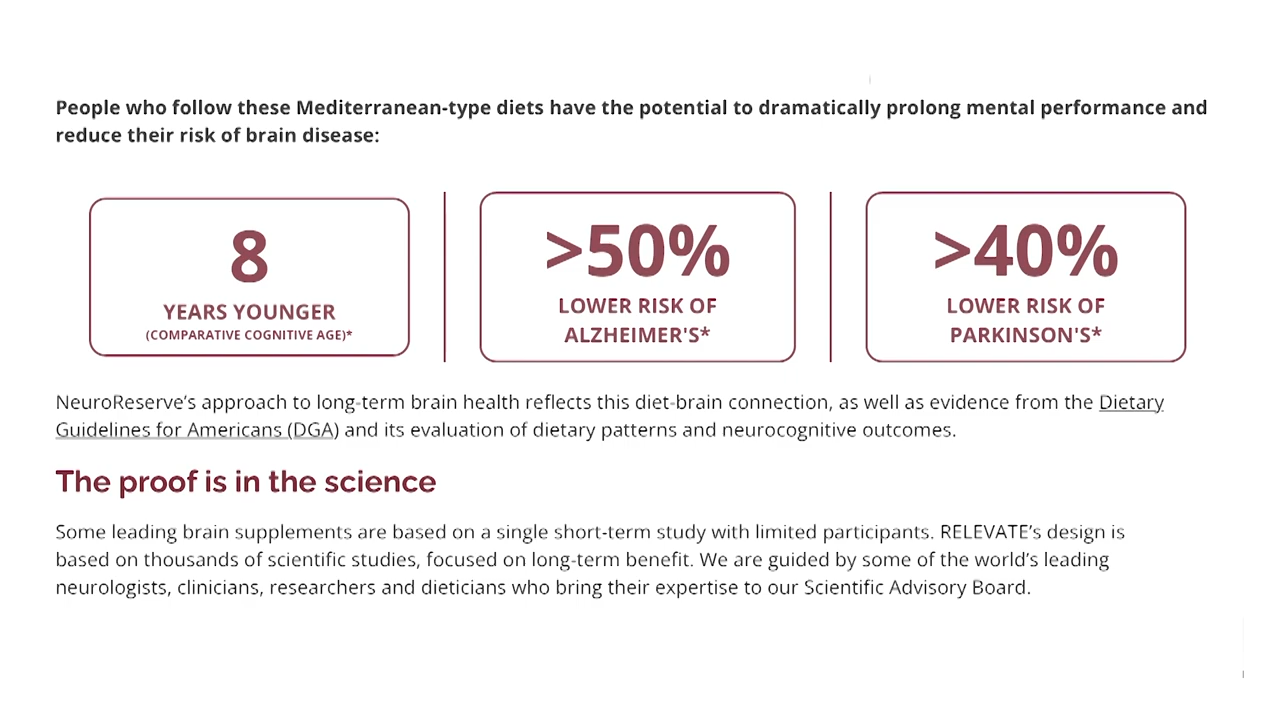 People who follow these Mediterranean-type diets have the potential to dramatically prolong mental performance and
reduce their risk of brain disease:
8
YEARS YOUNGER
(COMPARATIVE COGNITIVE AGE)*
>50%
LOWER RISK OF
ALZHEIMER'S*
>40%
LOWER RISK OF
PARKINSON'S*
NeuroReserve’s approach to long-term brain health reflects this diet-brain connection, as well as evidence from the Dietary
Guidelines for Americans (DGA) and its evaluation of dietary patterns and neurocognitive outcomes.
The proof is in the science
Some leading brain supplements are based on a single short-term study with limited participants. RELEVATE’s design is
based on thousands of scientific studies, focused on long-term benefit. We are guided by some of the world’s leading
neurologists, clinicians, researchers and dieticians who bring their expertise to our Scientific Advisory Board.